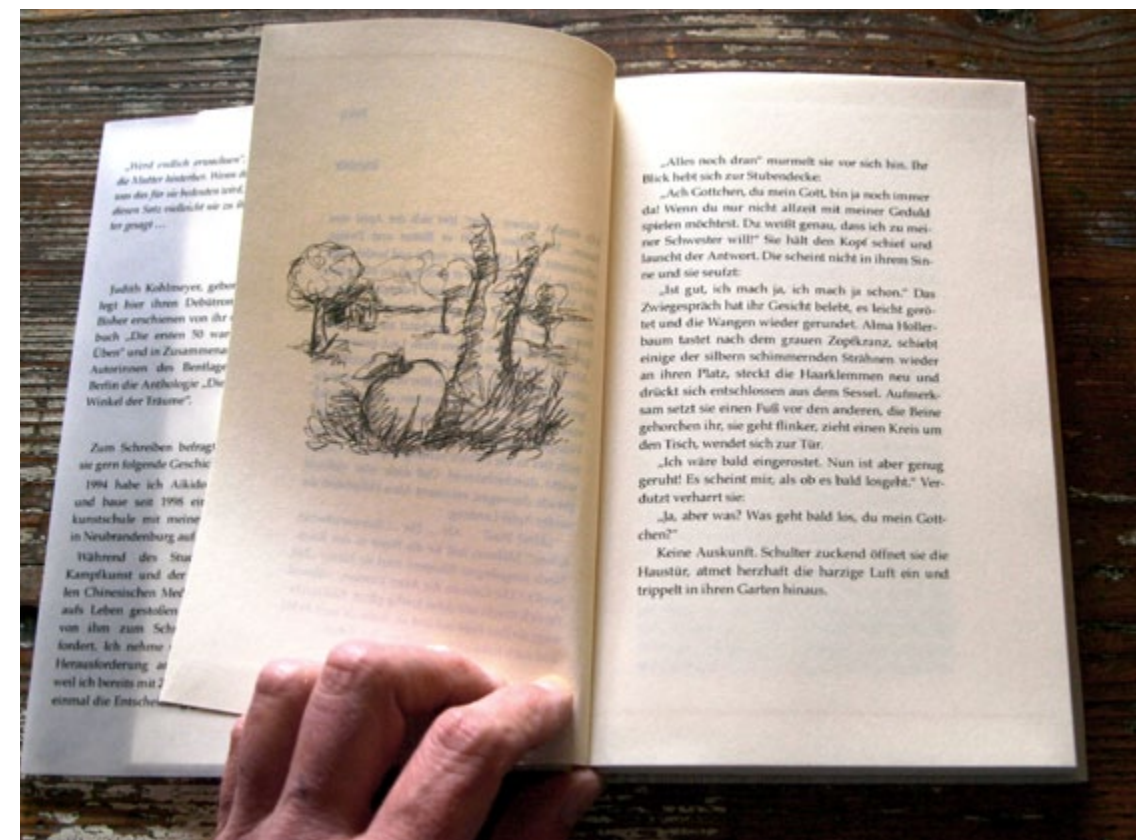 „Wird endlich erwachsen“,
die Mutter hinterher. Wenn
was das für sie bedeuten wird,
diesen Satz vielleicht nie zu
ter gesagt ...
Judith Kohlmeyer, gebor
legt hier ihren Debütrom
Bisher erschienen von ihr
buch „Die ersten 50 war
Üben“ und in Zusammena
Autorinnen des Bentlage
Berlin die Anthologie „Die
Winkel der Träume“.
Zum Schreiben befragt
sie gern folgende Geschic
1994 habe ich Aikido
und baue seit 1998 ei
kunstschule mit meine
in Neubrandenburg auf
Während des Stud
Kampfkunst und der
len Chinesischen Med
aufs Leben gestoßen
von ihm zum Sch
fordert. Ich nehme
Herausforderung a
weil ich bereits mit 2
einmal die Entsche
„Alles noch dran“ murmelt sie vor sich hin. Ihr
Blick hebt sich zur Stubendecke:
„Ach Gottchen, du mein Gott, bin ja noch immer
da! Wenn du nur nicht allzeit mit meiner Geduld
spielen möchtest. Du weißt genau, dass ich zu mei-
ner Schwester will!“ Sie hält den Kopf schief und
lauscht der Antwort. Die scheint nicht in ihrem Sin-
ne und sie seufzt:
„Ist gut, ich mach ja, ich mach ja schon.“ Das
Zwiegespräch hat ihr Gesicht belebt, es leicht gerö-
tet und die Wangen wieder gerundet. Alma Holler-
baum tastet nach dem grauen Zopfkranz, schiebt
einige der silbern schimmernden Strähnen wieder
an ihren Platz, steckt die Haarklemmen neu und
drückt sich entschlossen aus dem Sessel. Aufmerk-
sam setzt sie einen Fuß vor den anderen, die Beine
gehorchen ihr, sie geht flinker, zieht einen Kreis um
den Tisch, wendet sich zur Tür.
„Ich wäre bald eingerostet. Nun ist aber genug
geruht! Es scheint mir, als ob es bald losgeht.“ Ver-
dutzt verharrt sie:
„Ja, aber was? Was geht bald los, du mein Gott-
chen?“
Keine Auskunft. Schulter zuckend öffnet sie die
Haustür, atmet herzhaft die harzige Luft ein und
trippelt in ihren Garten hinaus.